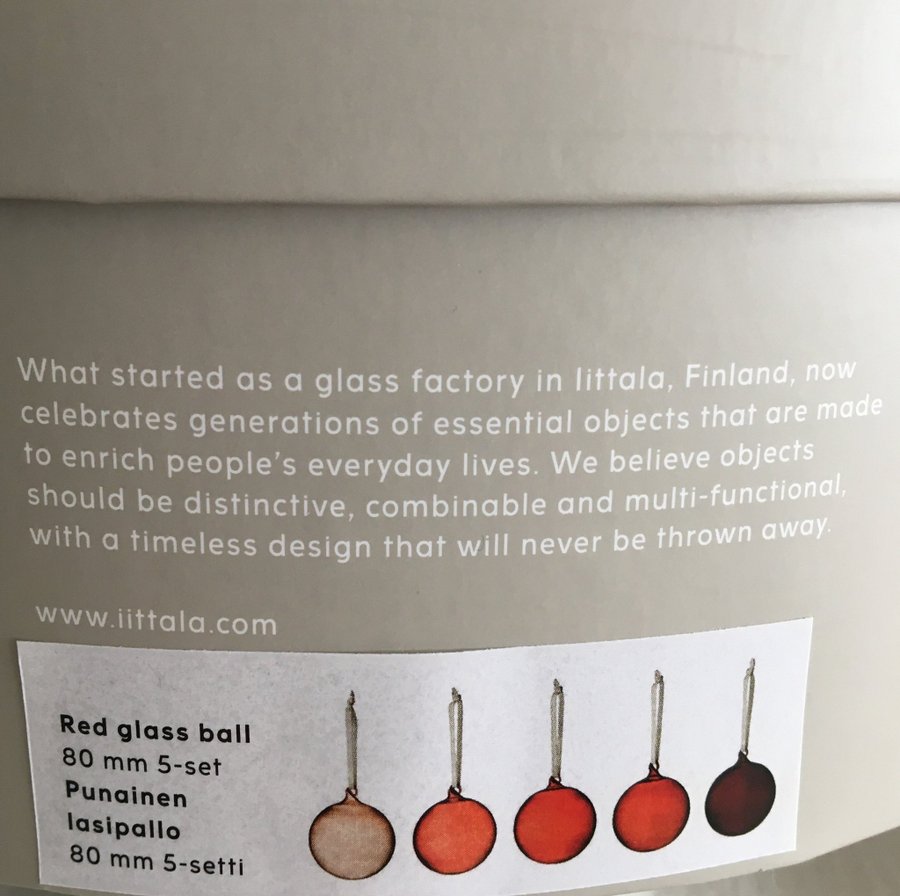 What started as a glass factory in Iittala, Finland, now
celebrates generations of essential objects that are made
to enrich people's everyday lives. We believe objects
should be distinctive, combinable and multi-functional,
with a timeless design that will never be thrown away.
www.iittala.com
Red glass ball
80 mm 5-set
Punainen
lasipallo
80 mm 5-setti